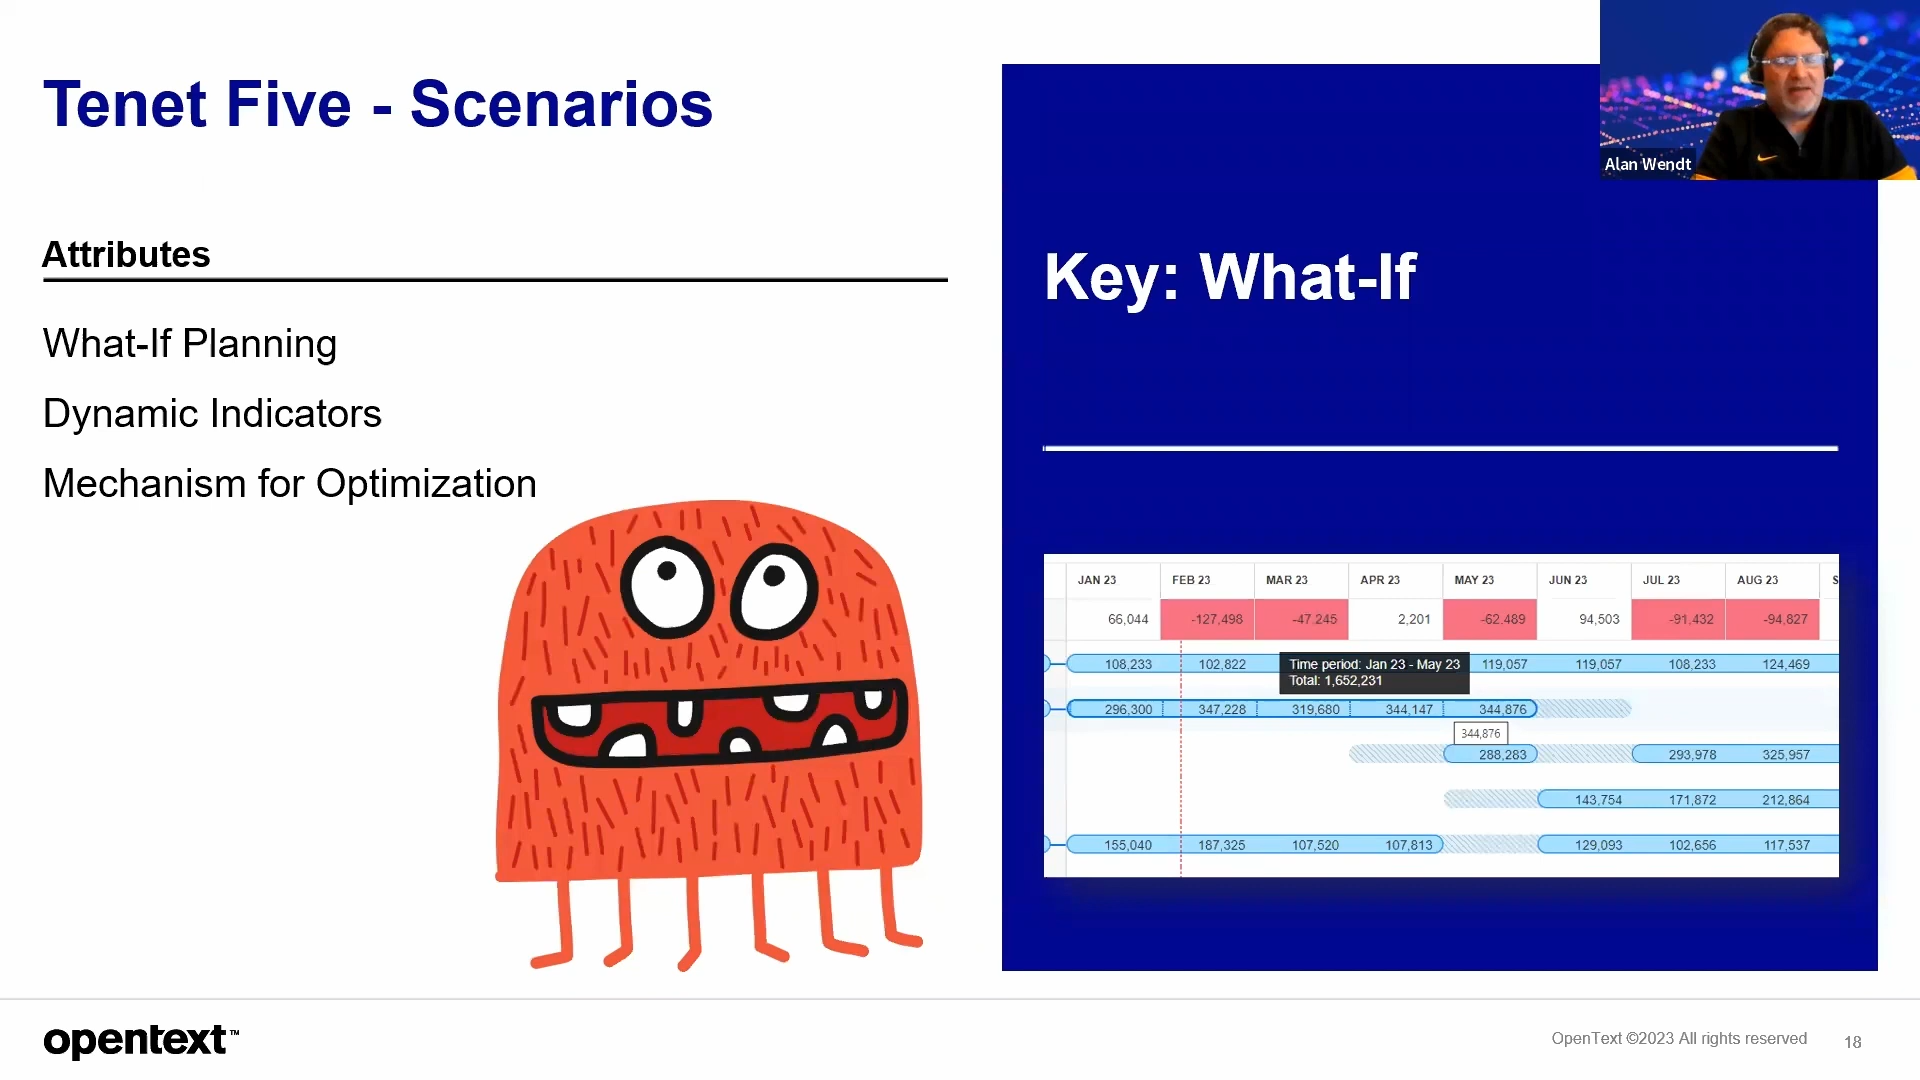 Tenet Five - Scenarios
Alan Wendt
Attributes
What-If Planning
Dynamic Indicators
Mechanism for Optimization
Key: What-If
JAN 23 FEB 23 MAR 23 APR 23 MAY 23 JUN 23 JUL 23 AUG 23 S
66,044 -127,498 -47.245 2,201 -62.489 94,503 -91,432 -94,827
108,233 102,822 119,057 119,057 108,233 124,469
Time period: Jan 23 - May 23
Total: 1,652,231
296,300 347,228 319,680 344,147 344,876
344,876
288,283 293,978 325,957
143,754 171,872 212,864
155,040 187,325 107,520 107,813 129,093 102,656 117,537
opentext™
OpenText ©2023 All rights reserved 18